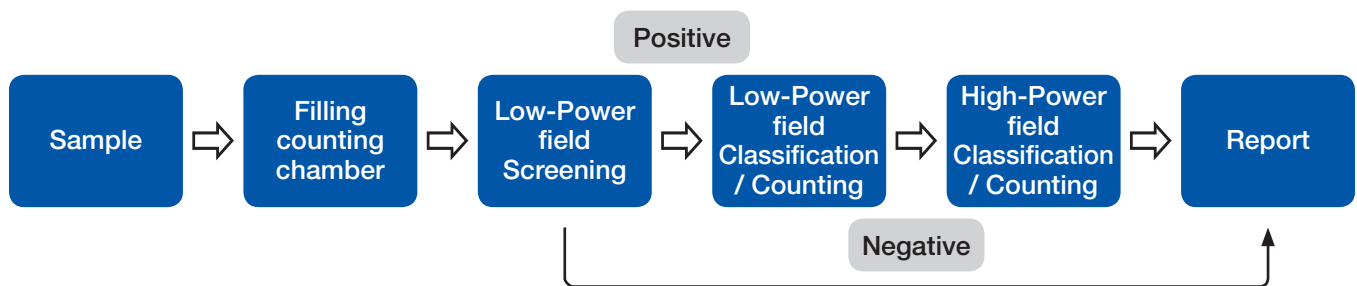 Positive
Sample
Filling
counting
chamber
Low-Power
field
Screening
Low-Power
field
Classification
/ Counting
High-Power
field
Classification
/ Counting
Report
Negative